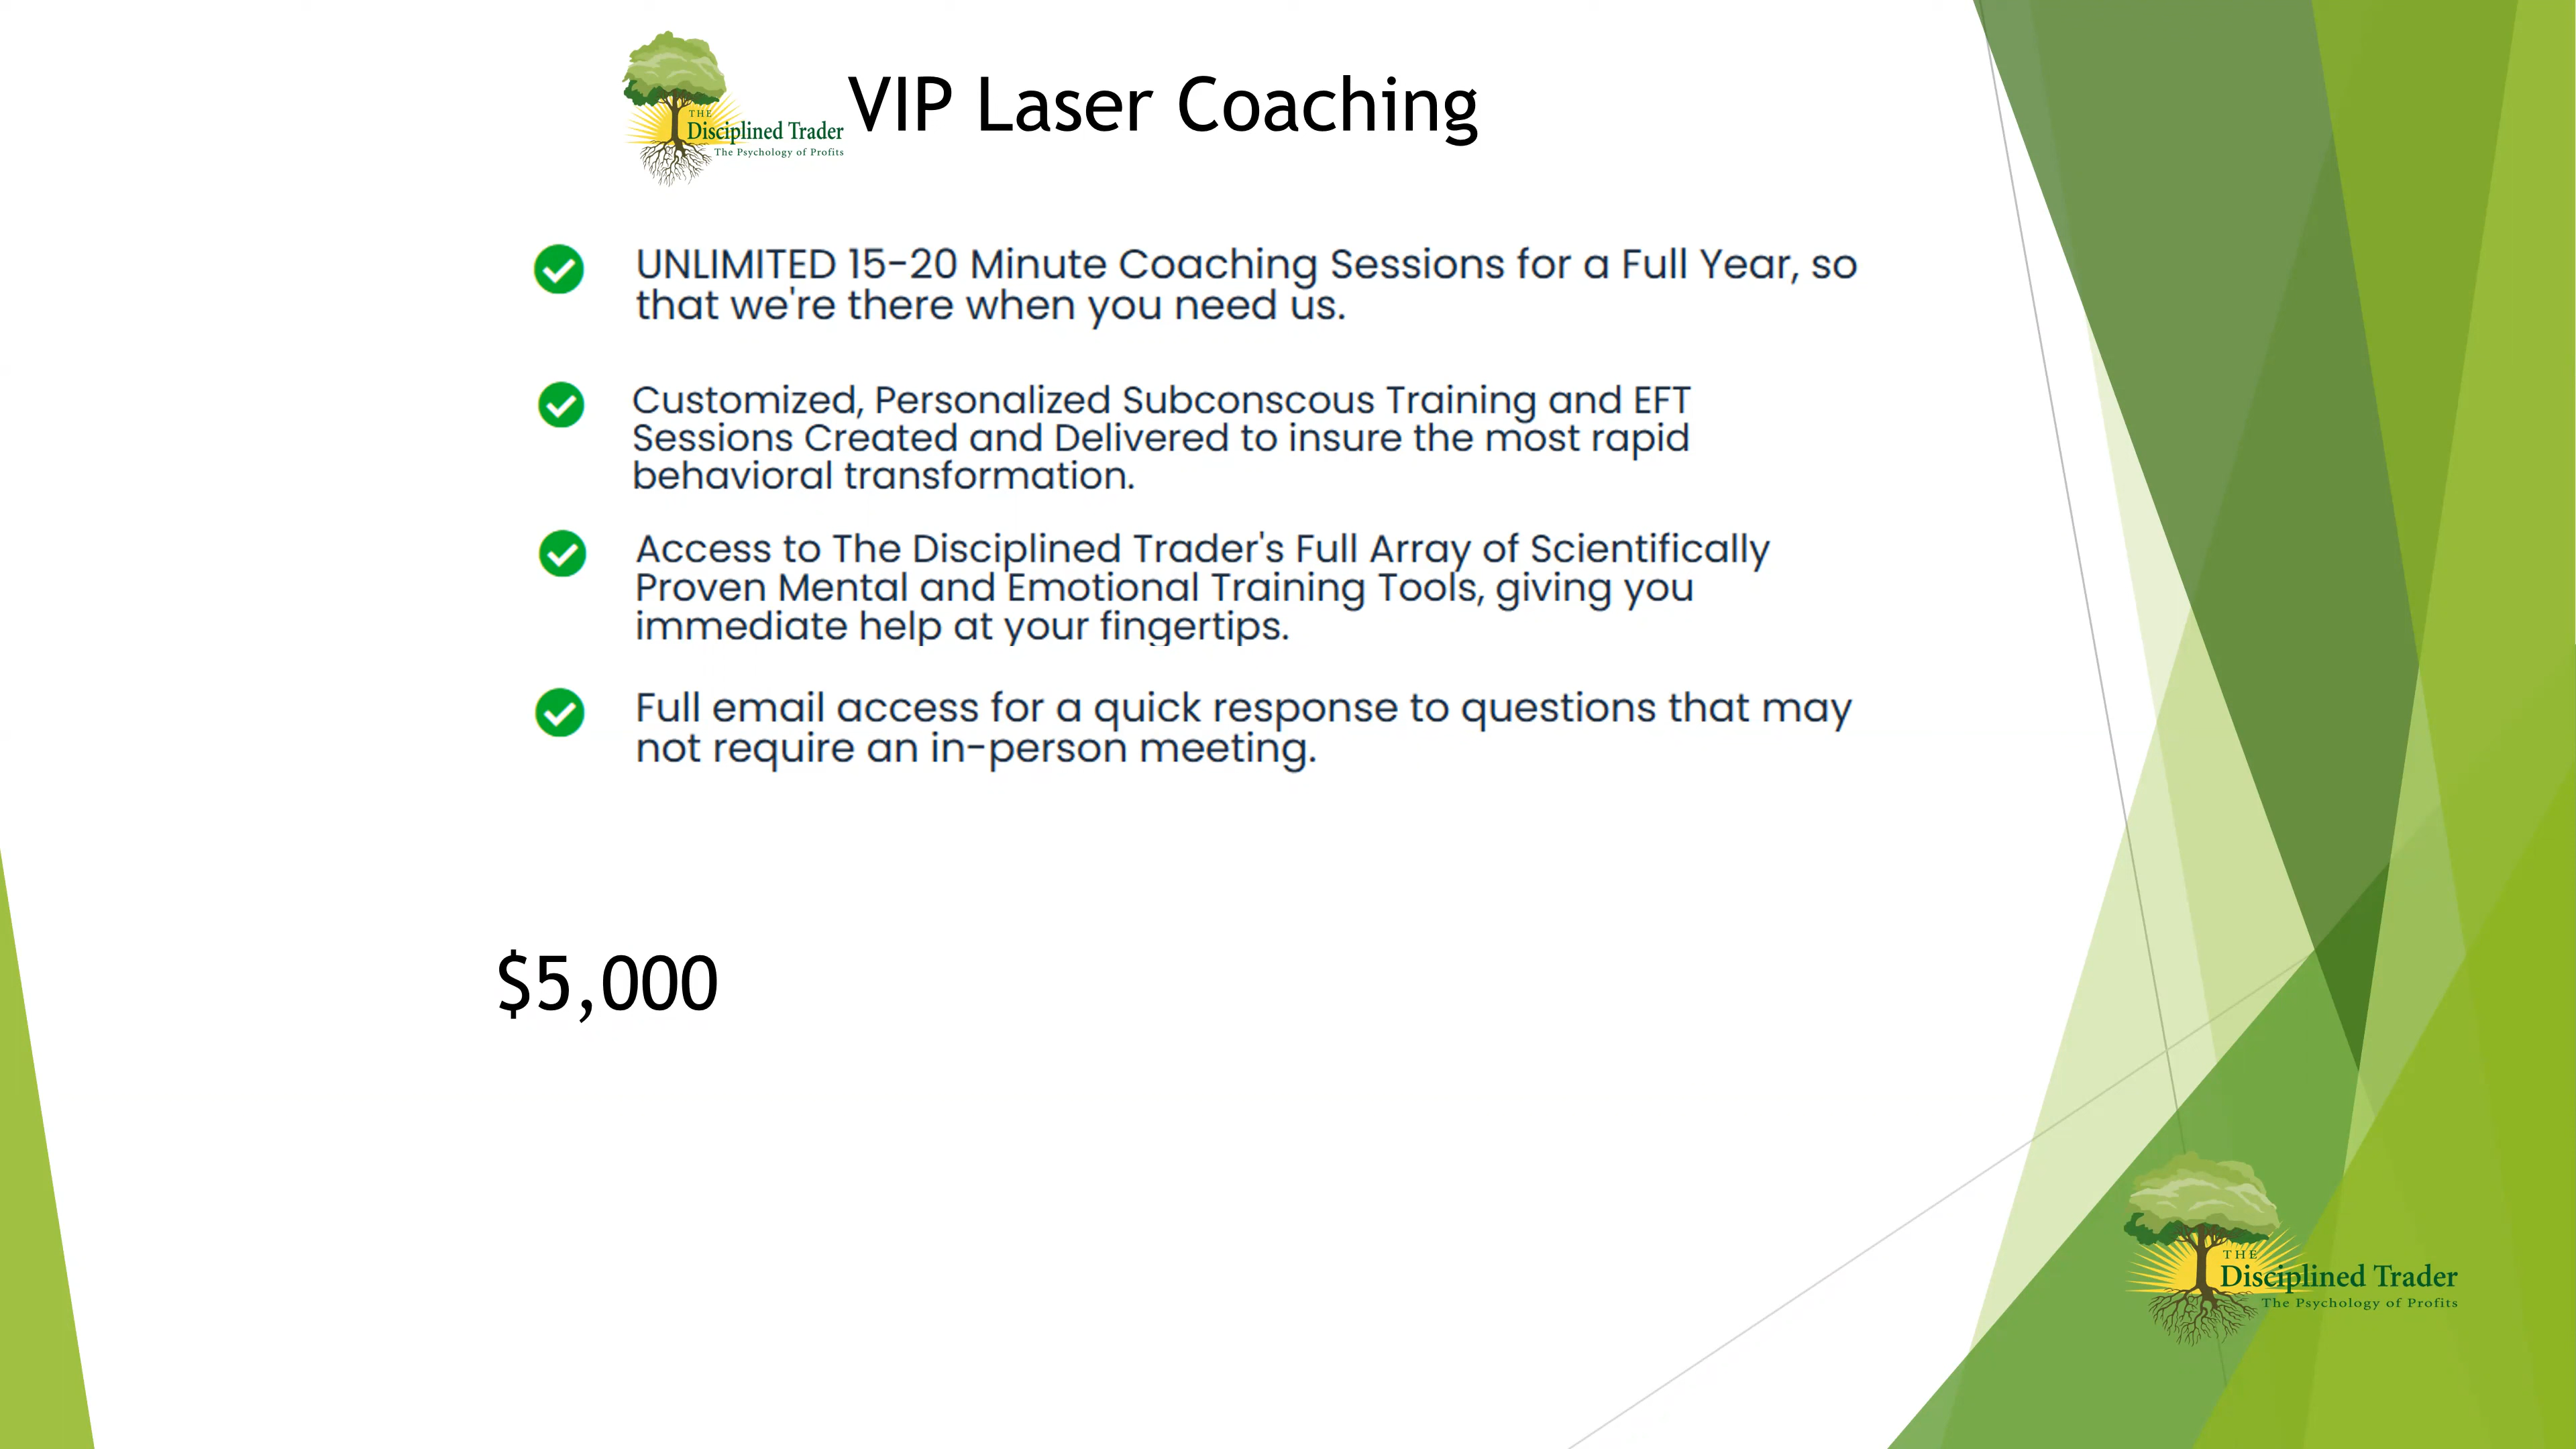 THE
Disciplined Trader
The Psychology of Profits
VIP Laser Coaching
UNLIMITED 15-20 Minute Coaching Sessions for a Full Year, so
that we're there when you need us.
Customized, Personalized Subconscous Training and EFT
Sessions Created and Delivered to insure the most rapid
behavioral transformation.
Access to The Disciplined Trader's Full Array of Scientifically
Proven Mental and Emotional Training Tools, giving you
immediate help at your fingertips.
Full email access for a quick response to questions that may
not require an in-person meeting.
$5,000
THE
Disciplined Trader
The Psychology of Profits